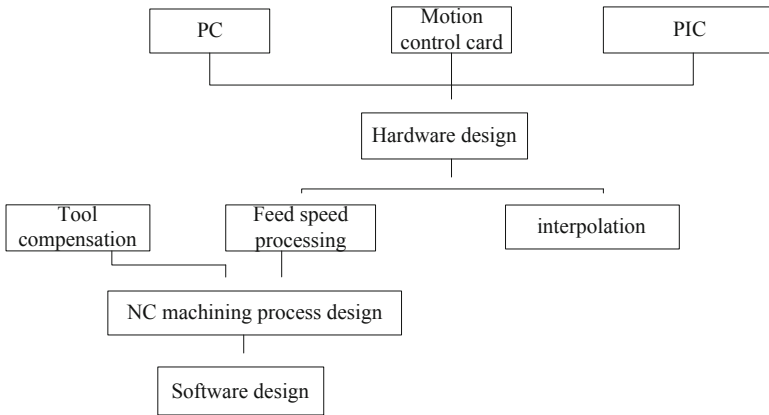 PC
Motion
control card
PIC
Hardware design
Tool
compensation
Feed speed
processing
interpolation
NC machining process design
Software design